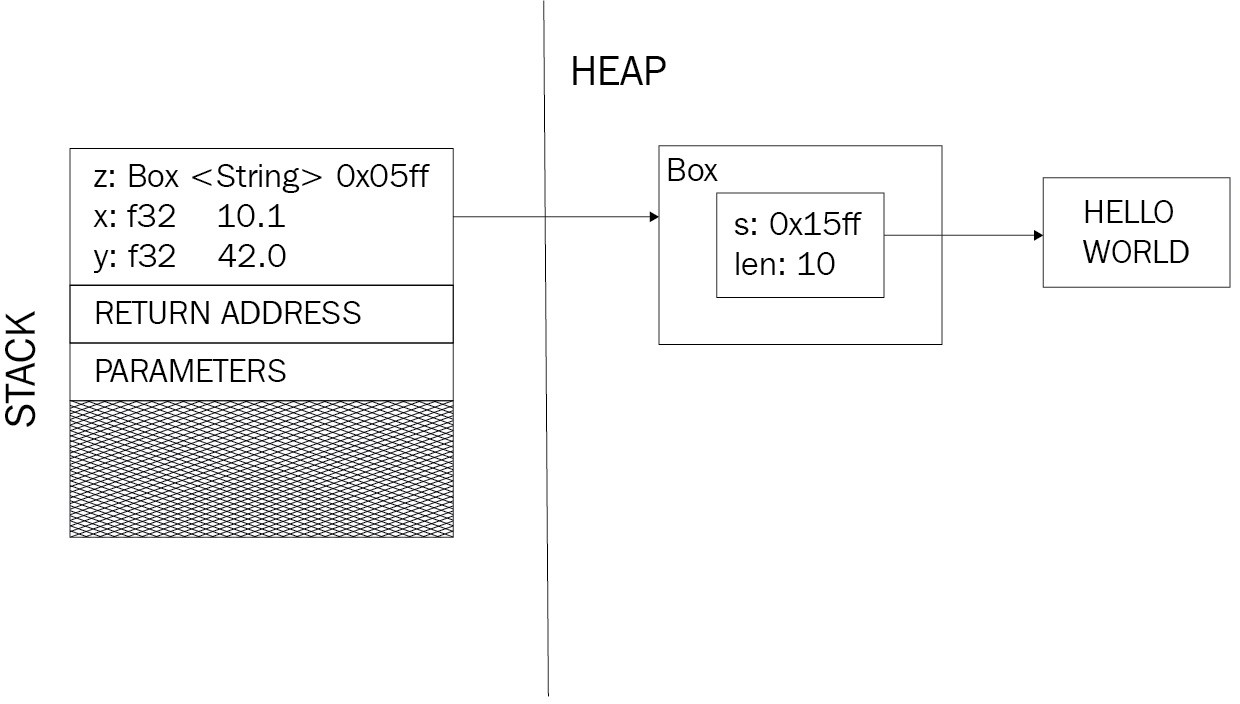 HEAP
STACK
z: Box <String> 0x05ff
x: f32 10.1
y: f32 42.0
RETURN ADDRESS
PARAMETERS
Box
s: 0x15ff
len: 10
HELLO
WORLD